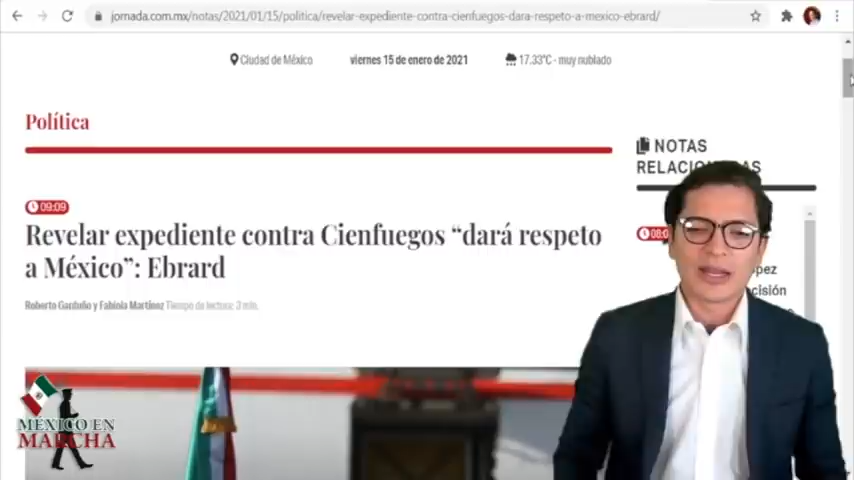 jornada.com.mx/notas/2021/01/15/politica/revelar-expediente-contra-cienfuegos-dara-respeto-a-mexico-ebrard/
Ciudad de México viernes 15 de enero de 2021 17.33°C - muy nublado
Política
NOTAS
RELACIONADAS
09:09
Revelar expediente contra Cienfuegos “dará respeto
a México”: Ebrard
Roberto Garduño y Fabiola Martínez Tiempo de lectura: 3 min.
MÉXICO EN
MARCHA